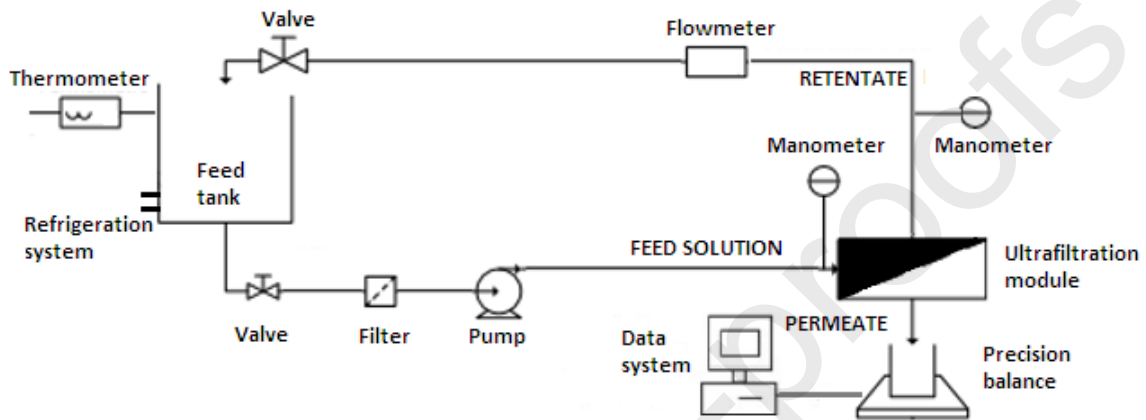 Valve
Flowmeter
Thermometer
RETENTATE
Manometer
Manometer
Feed
tank
Refrigeration
system
FEED SOLUTION
Ultrafiltration
module
Valve
Filter
Pump
PERMEATE
Data
system
Precision
balance
proofs